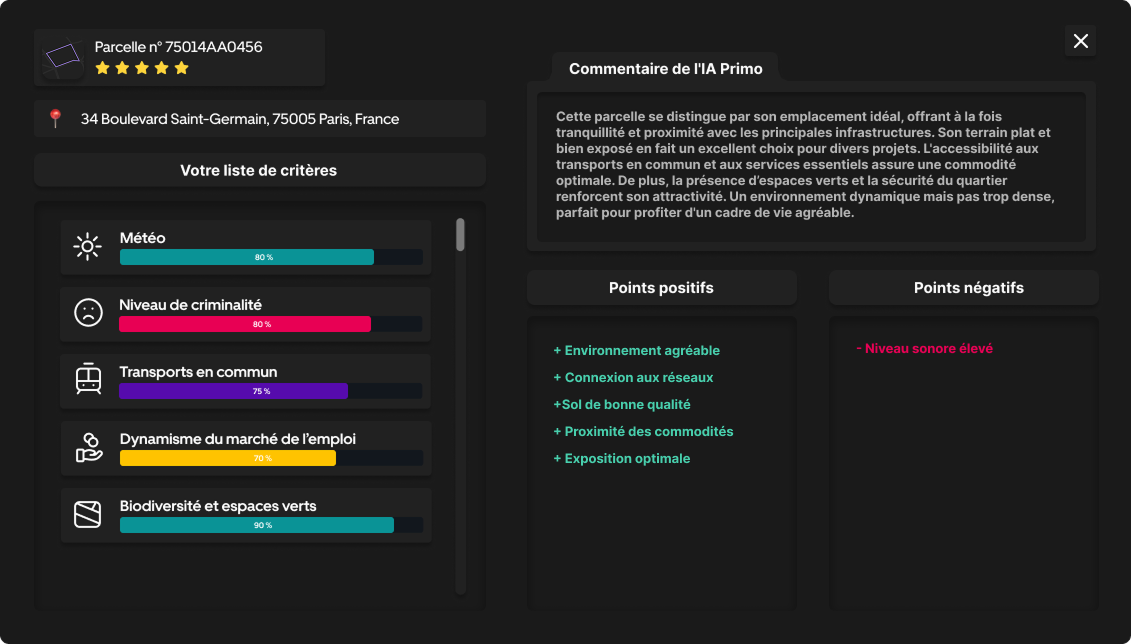 Parcelle n° 75014AA0456
34 Boulevard Saint-Germain, 75005 Paris, France
Votre liste de critères
Météo
80 %
Niveau de criminalité
80 %
Transports en commun
75 %
Dynamisme du marché de l’emploi
70 %
Biodiversité et espaces verts
90 %
Commentaire de l'IA Primo
Cette parcelle se distingue par son emplacement idéal, offrant à la fois
tranquillité et proximité avec les principales infrastructures. Son terrain plat et
bien exposé en fait un excellent choix pour divers projets. L'accessibilité aux
transports en commun et aux services essentiels assure une commodité
optimale. De plus, la présence d’espaces verts et la sécurité du quartier
renforcent son attractivité. Un environnement dynamique mais pas trop dense,
parfait pour profiter d'un cadre de vie agréable.
Points positifs
+ Environnement agréable
+ Connexion aux réseaux
+Sol de bonne qualité
+ Proximité des commodités
+ Exposition optimale
Points négatifs
- Niveau sonore élevé